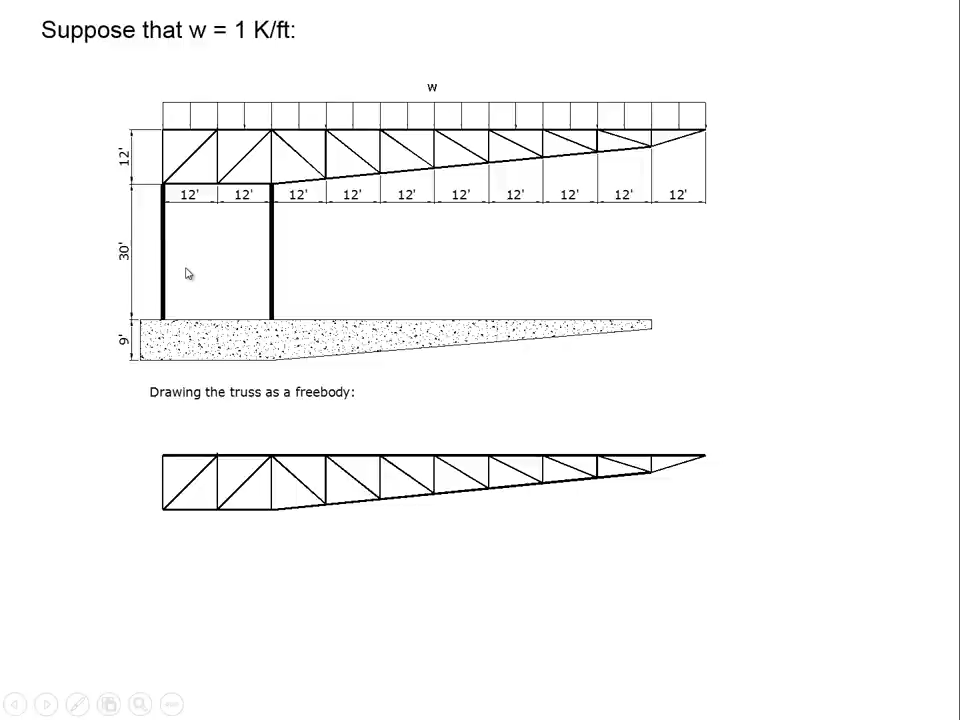 Suppose that w = 1 K/ft:
w
12'
12' 12' 12' 12' 12' 12' 12' 12' 12' 12'
30'
9'
Drawing the truss as a freebody: